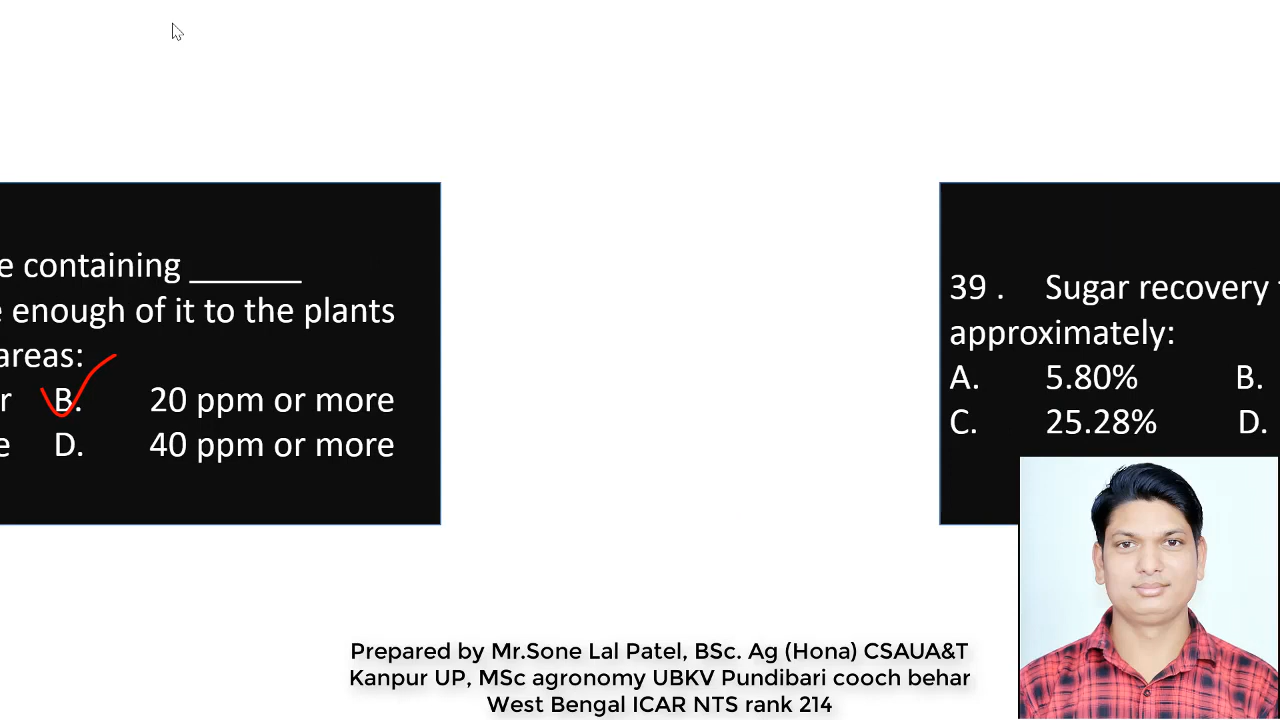 e containing ______
enough of it to the plants
areas:
r B. 20 ppm or more
e D. 40 ppm or more
39 . Sugar recovery
approximately:
A. 5.80% B.
C. 25.28% D.
Prepared by Mr.Sone Lal Patel, BSc. Ag (Hona) CSAUA&T
Kanpur UP, MSc agronomy UBKV Pundibari cooch behar
West Bengal ICAR NTS rank 214